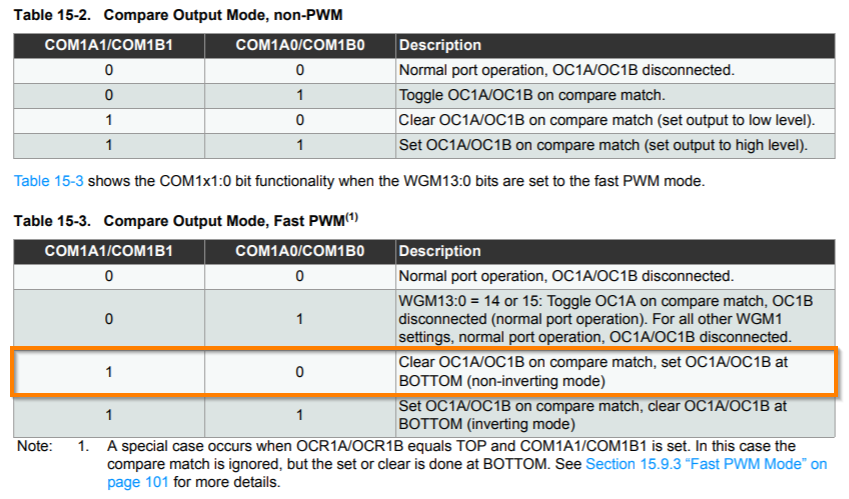 Table 15-2. Compare Output Mode, non-PWM
COM1A1/COM1B1 COM1A0/COM1B0 Description
0 0 Normal port operation, OC1A/OC1B disconnected.
0 1 Toggle OC1A/OC1B on compare match.
1 0 Clear OC1A/OC1B on compare match (set output to low level).
1 1 Set OC1A/OC1B on compare match (set output to high level).
Table 15-3 shows the COM1x1:0 bit functionality when the WGM13:0 bits are set to the fast PWM mode.
Table 15-3. Compare Output Mode, Fast PWM(1)
COM1A1/COM1B1 COM1A0/COM1B0 Description
0 0 Normal port operation, OC1A/OC1B disconnected.
0 1 WGM13:0 = 14 or 15: Toggle OC1A on compare match, OC1B
disconnected (normal port operation). For all other WGM1
settings, normal port operation, OC1A/OC1B disconnected.
1 0 Clear OC1A/OC1B on compare match, set OC1A/OC1B at
BOTTOM (non-inverting mode)
1 1 Set OC1A/OC1B on compare match, clear OC1A/OC1B at
BOTTOM (inverting mode)
Note: 1. A special case occurs when OCR1A/OCR1B equals TOP and COM1A1/COM1B1 is set. In this case the
compare match is ignored, but the set or clear is done at BOTTOM. See Section 15.9.3 “Fast PWM Mode” on
page 101 for more details.